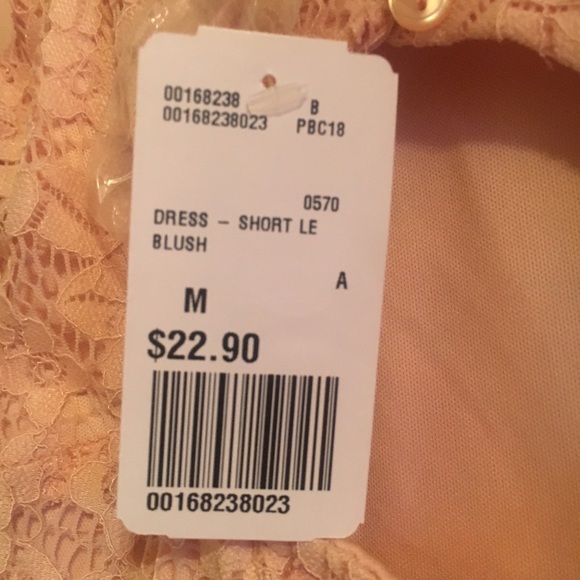 00168238 B
00168238023 PBC18
0570
DRESS – SHORT LE
BLUSH
A
M
$22.90
00168238023